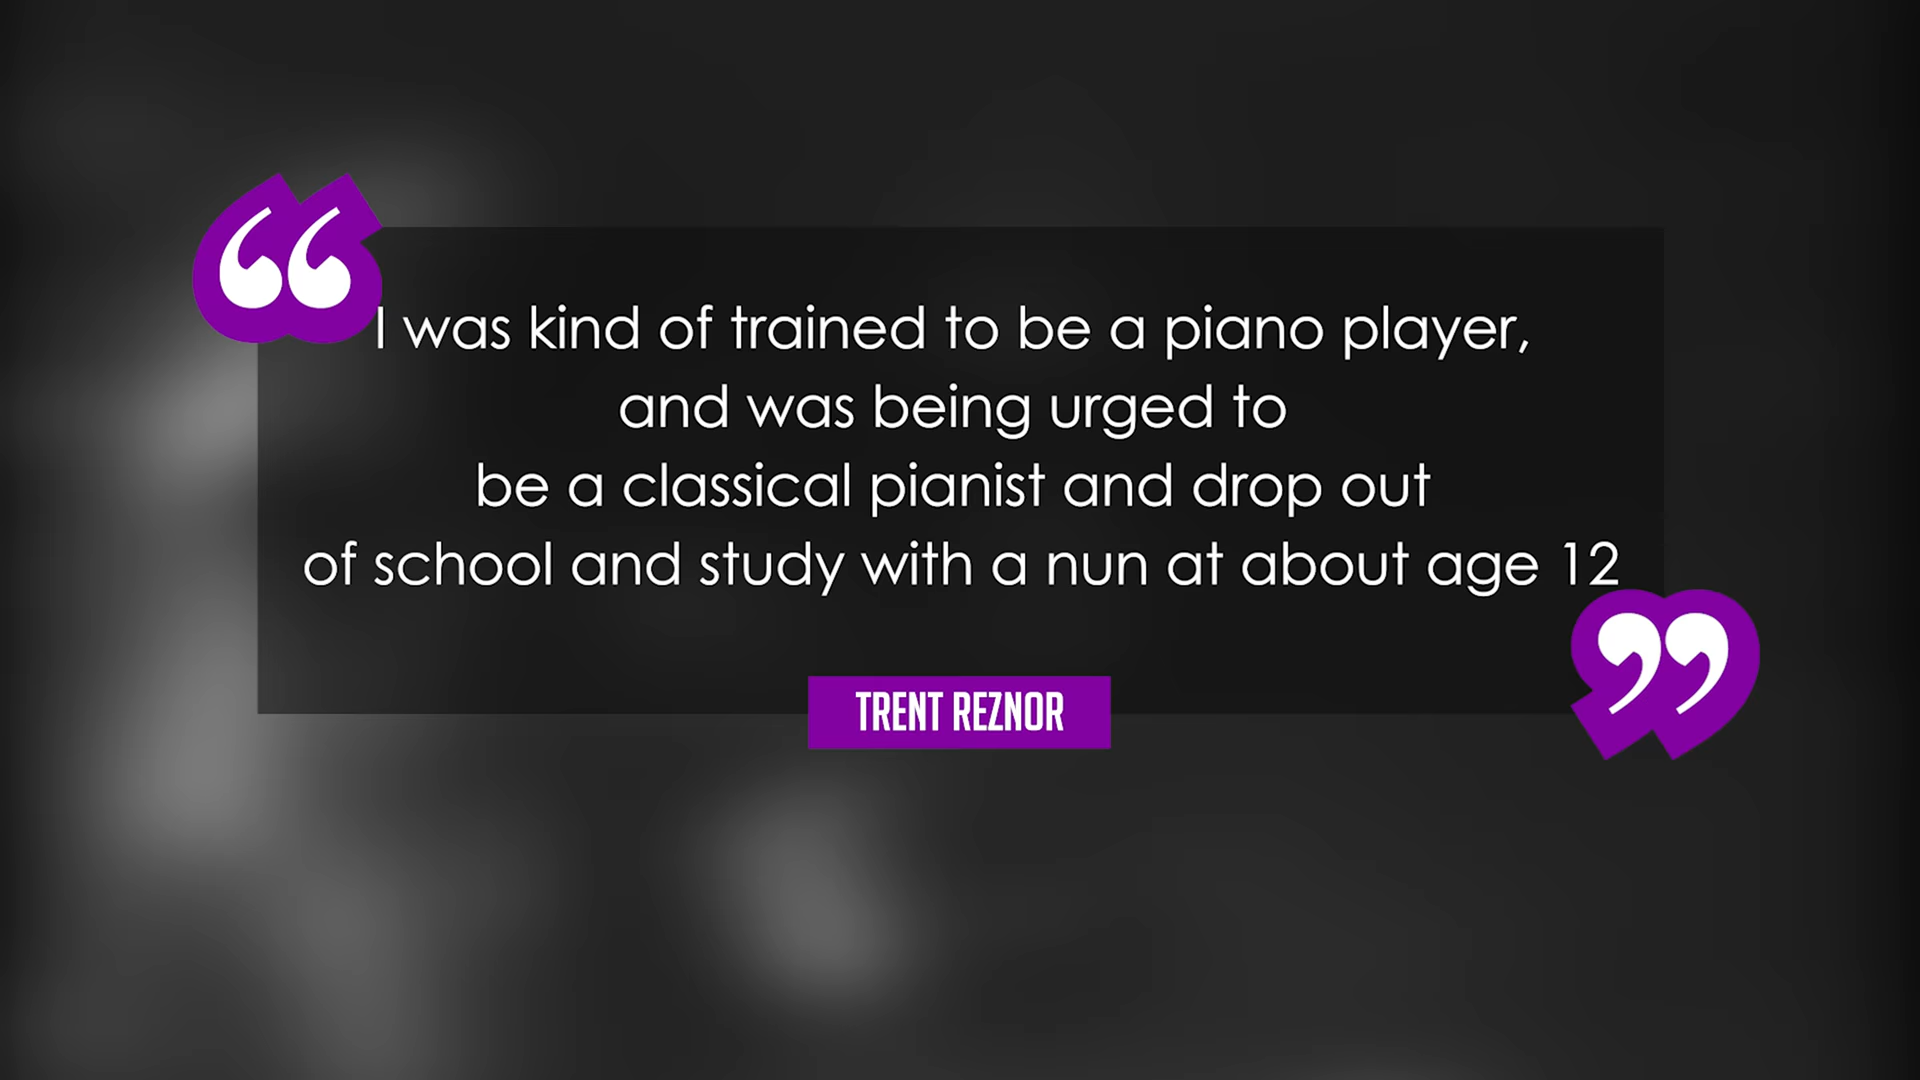 “
I was kind of trained to be a piano player,
and was being urged to
be a classical pianist and drop out
of school and study with a nun at about age 12
”
TRENT REZNOR